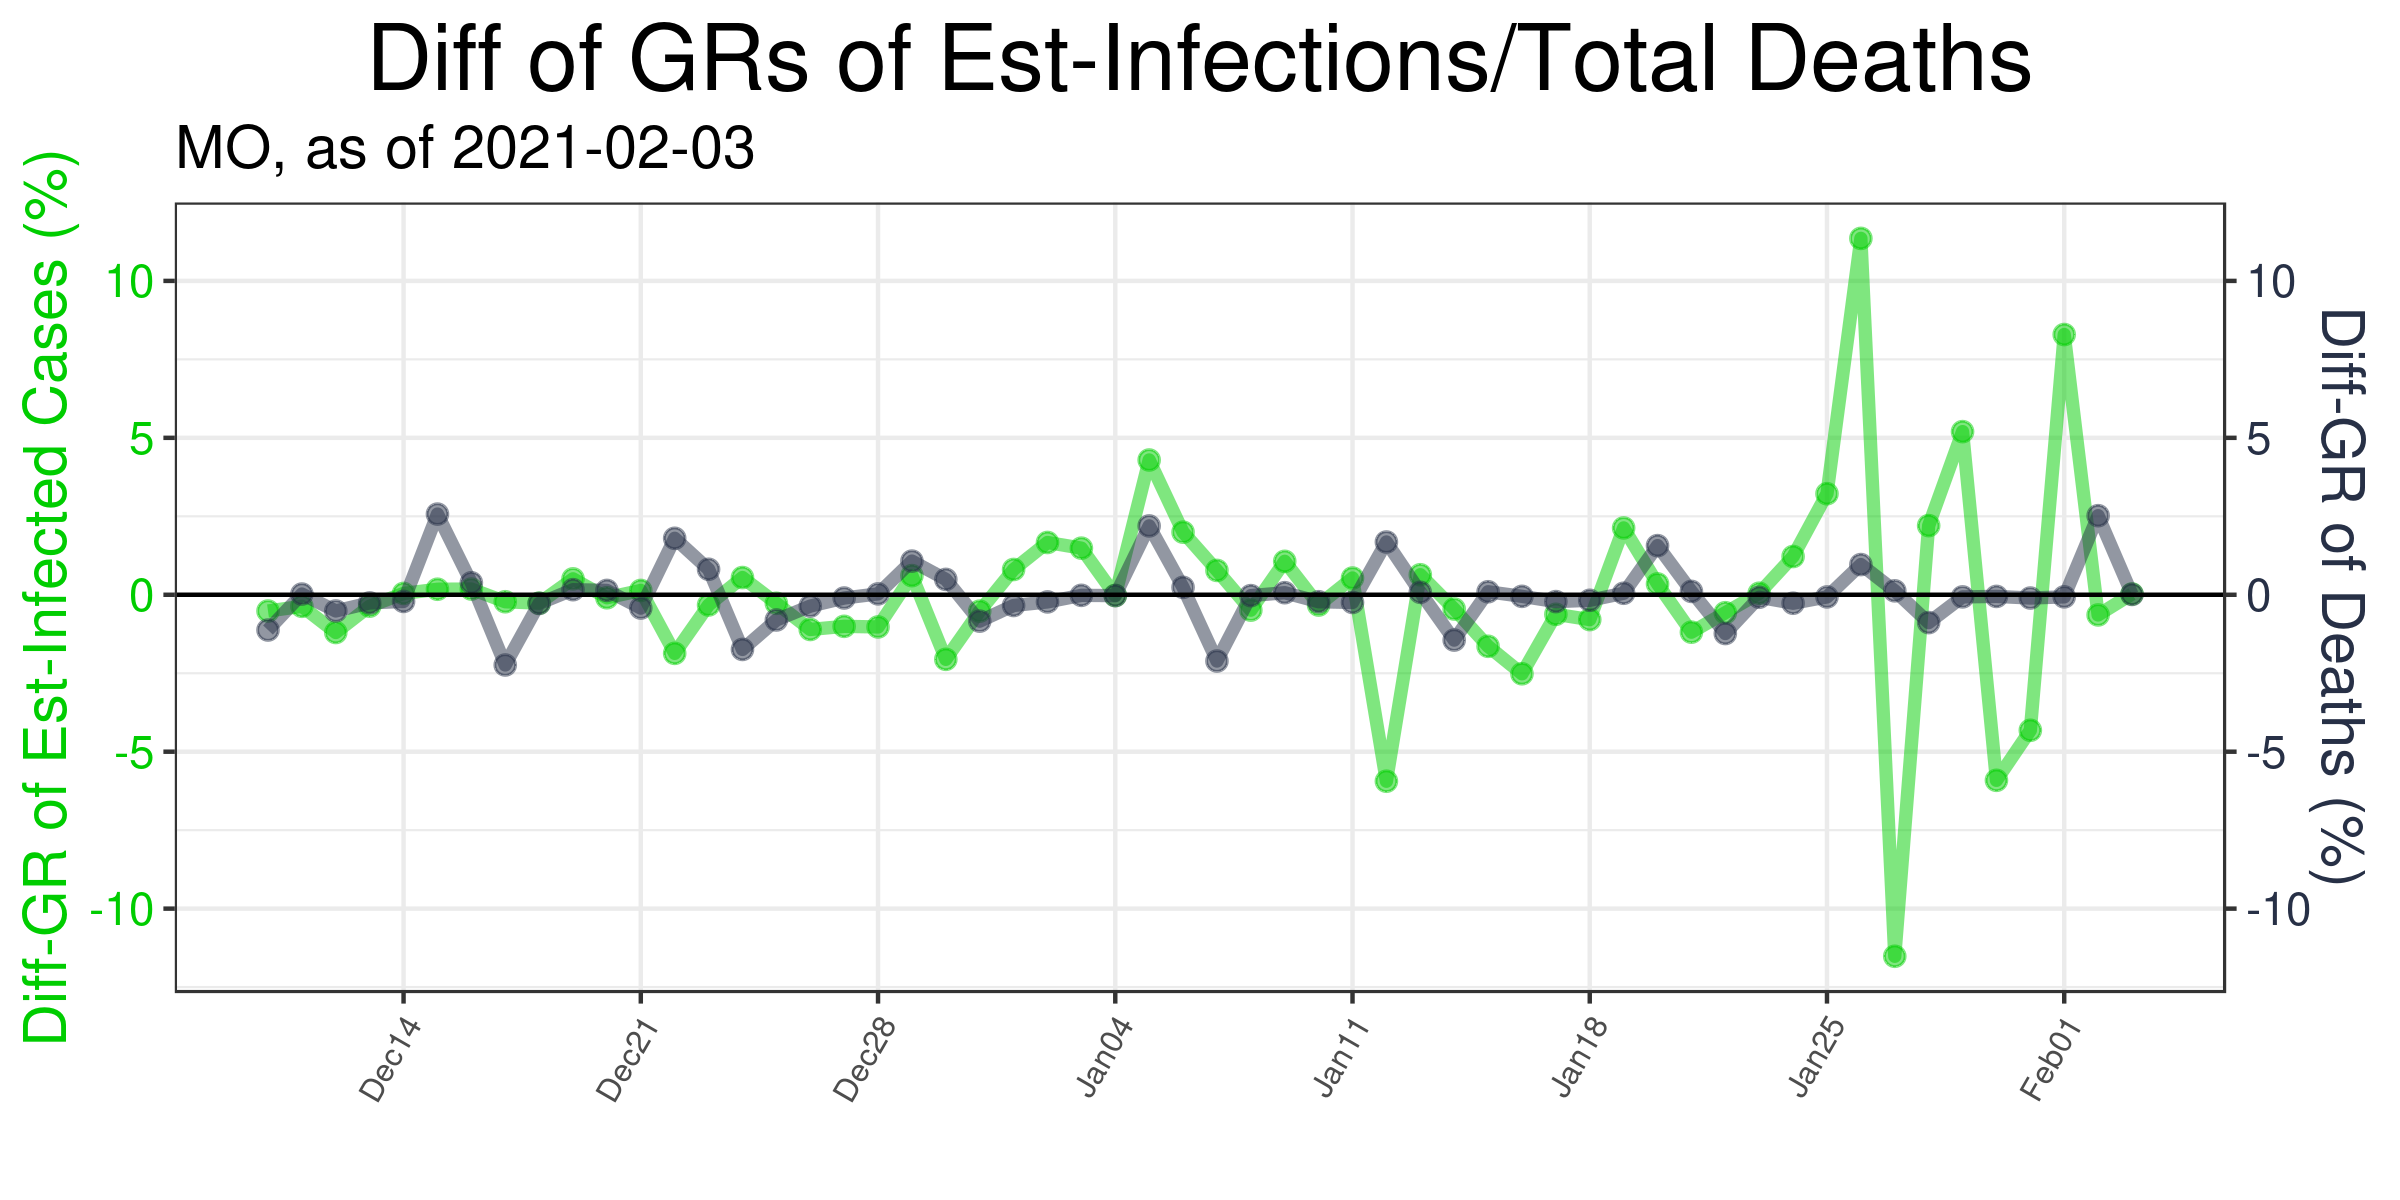 Diff of GRs of Est-Infections/Total Deaths
MO, as of 2021-02-03
Diff-GR of Est-Infected Cases (%)
10
5
0
-5
-10
10
5
0
-5
-10
Diff-GR of Deaths (%)
Dec14
Dec21
Dec28
Jan04
Jan11
Jan18
Jan25
Feb01